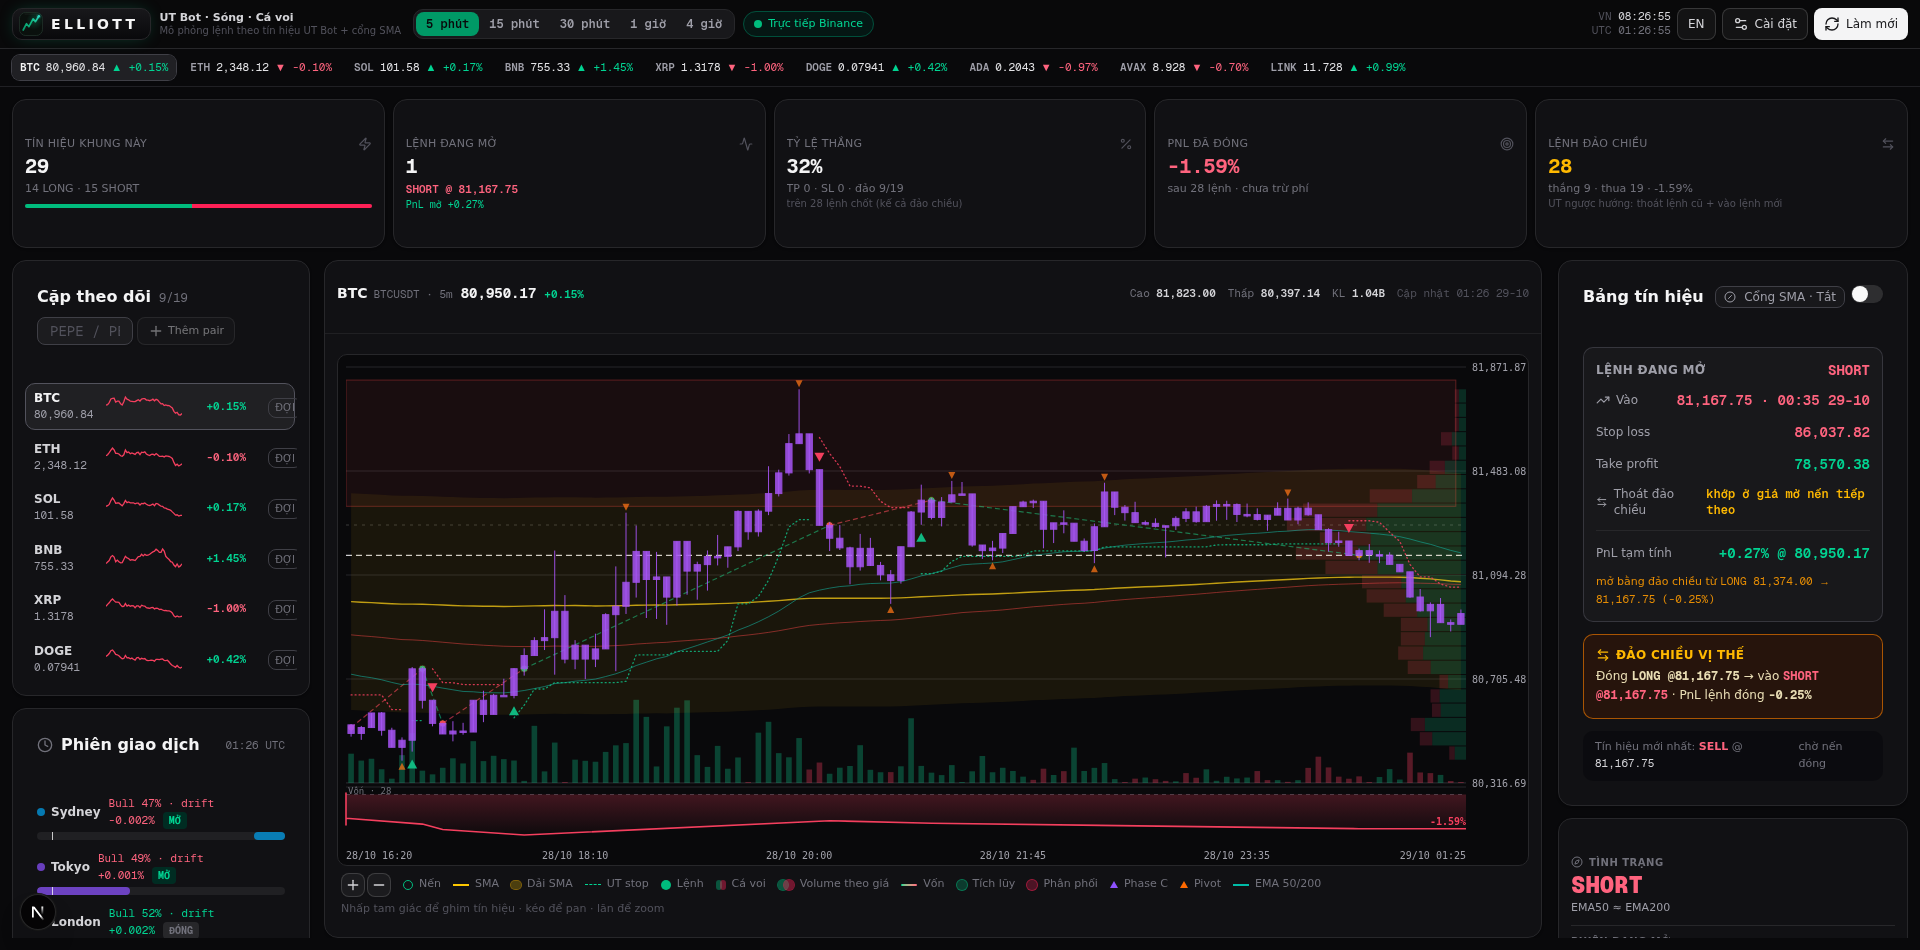 ELLIOTT
UT Bot · Sóng · Cá voi
Mô phỏng lệnh theo tín hiệu UT Bot + cổng SMA
5 phút 15 phút 30 phút 1 giờ 4 giờ
Trực tiếp Binance
VN 08:26:55
UTC 01:26:55
EN
Cài đặt
Làm mới
BTC 80,960.84 ▲ +0.15% ETH 2,348.12 ▼ -0.10% SOL 101.58 ▲ +0.17% BNB 755.33 ▲ +1.45% XRP 1.3178 ▼ -1.00% DOGE 0.07941 ▲ +0.42% ADA 0.2043 ▼ -0.97% AVAX 8.928 ▼ -0.70% LINK 11.728 ▲ +0.99%
TÍN HIỆU KHUNG NÀY
29
14 LONG · 15 SHORT
LỆNH ĐANG MỞ
1
SHORT @ 81,167.75
PnL mở +0.27%
TỶ LỆ THẮNG
32%
TP 0 · SL 0 · đảo 9/19
trên 28 lệnh chốt (kể cả đảo chiều)
PNL ĐÃ ĐÓNG
-1.59%
sau 28 lệnh · chưa trừ phí
LỆNH ĐẢO CHIỀU
28
thắng 9 · thua 19 · -1.59%
UT ngược hướng: thoát lệnh cũ + vào lệnh mới
Cặp theo dõi 9/19
PEPE / PI
Thêm pair
BTC
80,960.84
+0.15%
ĐỢI
ETH
2,348.12
-0.10%
ĐỢI
SOL
101.58
+0.17%
ĐỢI
BNB
755.33
+1.45%
ĐỢI
XRP
1.3178
-1.00%
ĐỢI
DOGE
0.07941
+0.42%
ĐỢI
Phiên giao dịch 01:26 UTC
Sydney
Bull 47% · drift
-0.002% MỞ
Tokyo
Bull 49% · drift
+0.001% MỞ
London
Bull 52% · drift
+0.002% ĐÓNG
N
BTC BTCUSDT · 5m 80,950.17 +0.15%
Cao 81,823.00 Thấp 80,397.14 KL 1.04B Cập nhật 01:26 29-10
81,871.87
81,483.08
81,094.28
80,705.48
80,316.69
Vốn · 28
-1.59%
28/10 16:20 28/10 18:10 28/10 20:00 28/10 21:45 28/10 23:35 29/10 01:25
Nến SMA Dải SMA UT stop Lệnh Cá voi Volume theo giá Vốn Tích lũy Phân phối Phase C Pivot EMA 50/200
Nhấp tam giác để ghim tín hiệu · kéo để pan · lăn để zoom
Bảng tín hiệu
Cổng SMA · Tắt
LỆNH ĐANG MỞ SHORT
Vào 81,167.75 · 00:35 29-10
Stop loss 86,037.82
Take profit 78,570.38
Thoát đảo chiều
khớp ở giá mở nến tiếp theo
PnL tạm tính +0.27% @ 80,950.17
mở bằng đảo chiều từ LONG 81,374.00 →
81,167.75 (-0.25%)
ĐẢO CHIỀU VỊ THẾ
Đóng LONG @81,167.75 → vào SHORT
@81,167.75 · PnL lệnh đóng -0.25%
Tín hiệu mới nhất: SELL @
81,167.75
chờ nến
đóng
TÌNH TRẠNG
SHORT
EMA50 ≈ EMA200